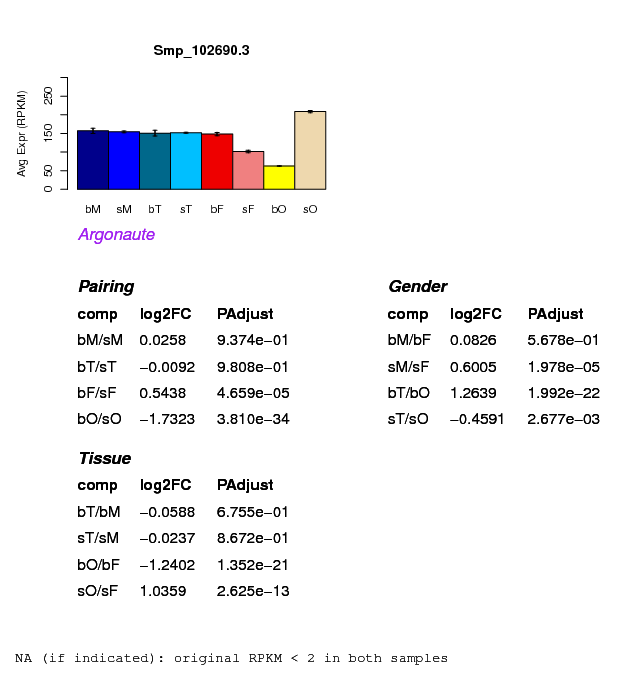 Smp_102690.3
Avg Expr (RPKM)
0 50 150 250
bM sM bT sT bF sF bO sO
Argonaute
Pairing
comp log2FC PAdjust
bM/sM 0.0258 9.374e−01
bT/sT −0.0092 9.808e−01
bF/sF 0.5438 4.659e−05
bO/sO −1.7323 3.810e−34
Gender
comp log2FC PAdjust
bM/bF 0.0826 5.678e−01
sM/sF 0.6005 1.978e−05
bT/bO 1.2639 1.992e−22
sT/sO −0.4591 2.677e−03
Tissue
comp log2FC PAdjust
bT/bM −0.0588 6.755e−01
sT/sM −0.0237 8.672e−01
bO/bF −1.2402 1.352e−21
sO/sF 1.0359 2.625e−13
NA (if indicated): original RPKM < 2 in both samples